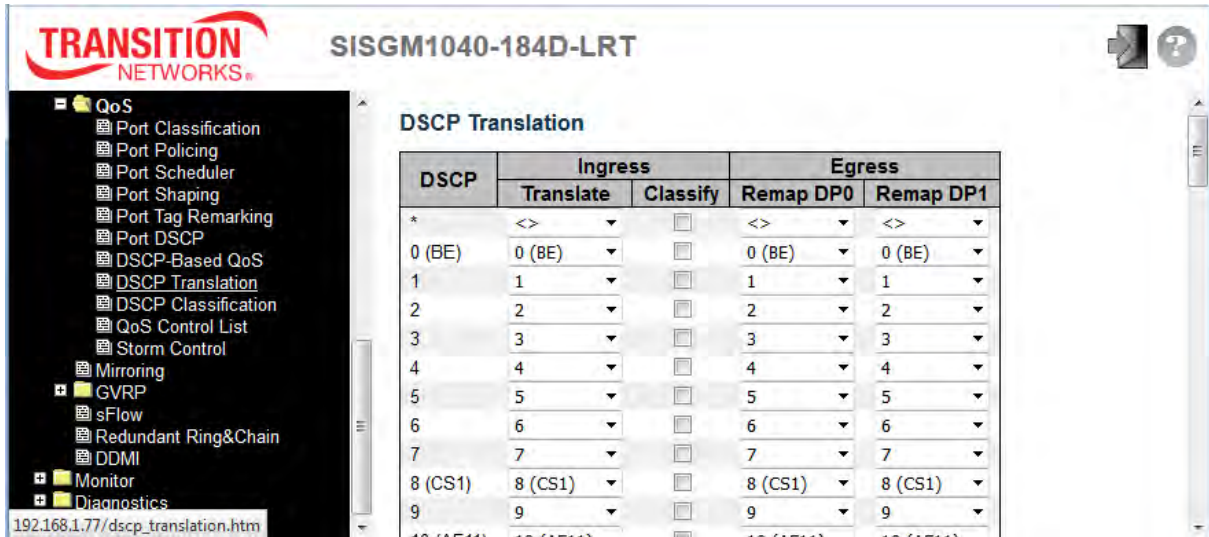 TRANSITION
NETWORKS®
SISGM1040-184D-LRT
?
QoS
Port Classification
Port Policing
Port Scheduler
Port Shaping
Port Tag Remarking
Port DSCP
DSCP-Based QoS
DSCP Translation
DSCP Classification
QoS Control List
Storm Control
Mirroring
GVRP
sFlow
Redundant Ring&Chain
DDMI
Monitor
Diagnostics
192.168.1.77/dscp_translation.htm
DSCP Translation
DSCP Ingress Egress
Translate Classify Remap DP0 Remap DP1
* <> <> <>
0 (BE) 0 (BE) 0 (BE) 0 (BE)
1 1 1 1
2 2 2 2
3 3 3 3
4 4 4 4
5 5 5 5
6 6 6 6
7 7 7 7
8 (CS1) 8 (CS1) 8 (CS1) 8 (CS1)
9 9 9 9